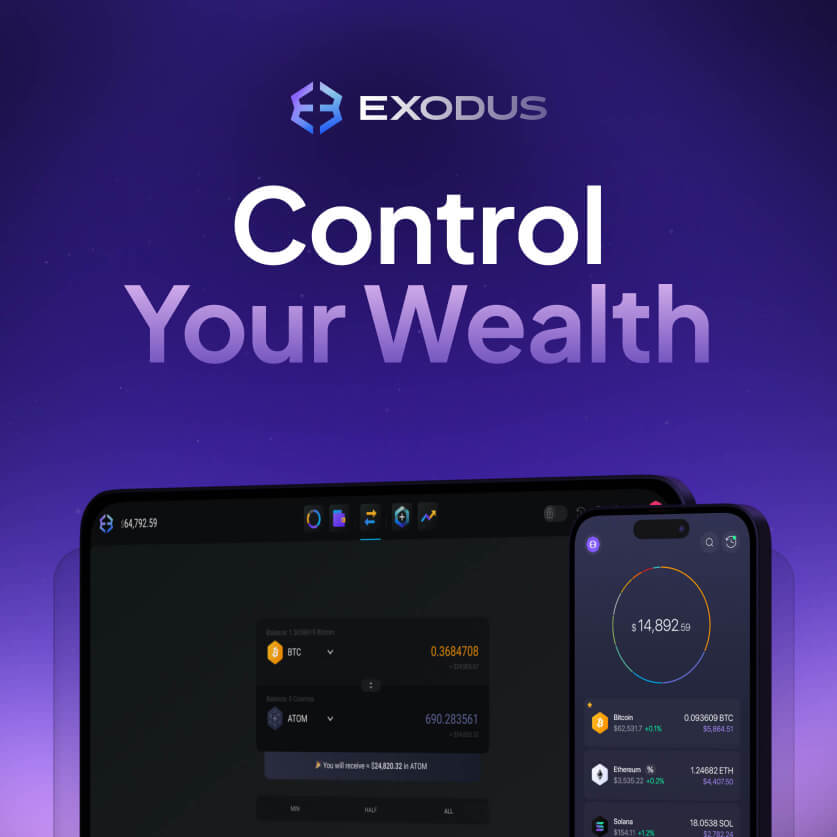 EXODUS
Control
Your Wealth
$64,792.59
BTC
0.3684708
ATOM
690.283561
🎉 You will receive ≈ $24,820.32 in ATOM
MIN HALF ALL
$14,892.59
Bitcoin 0.093609 BTC
$62,531.7 +0.1% $5,864.51
Ethereum % 1.24682 ETH
$3,535.22 +0.2% $4,407.50
Solana 18.0538 SOL
$154.11 +1.2% $2,782.24